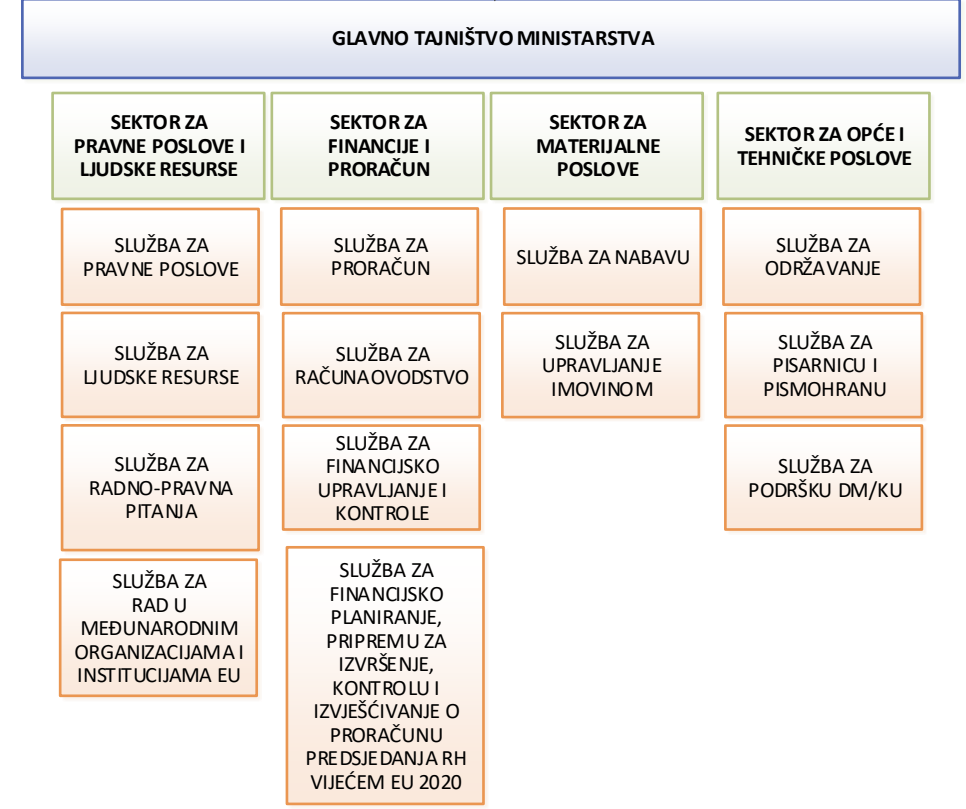 GLAVNO TAJNIŠTVO MINISTARSTVA
SEKTOR ZA
PRAVNE POSLOVE I
LJUDSKE RESURSE
SLUŽBA ZA
PRAVNE POSLOVE
SLUŽBA ZA
LJUDSKE RESURSE
SLUŽBA ZA
RADNO-PRAVNA
PITANJA
SLUŽBA ZA
RAD U
MEĐUNARODNIM
ORGANIZACIJAMA I
INSTITUCIJAMA EU
SEKTOR ZA
FINANCIJE I
PRORAČUN
SLUŽBA ZA
PRORAČUN
SLUŽBA ZA
RAČUNAOVODSTVO
SLUŽBA ZA
FINANCIJSKO
UPRAVLJANJE I
KONTROLE
SLUŽBA ZA
FINANCIJSKO
PLANIRANJE,
PRIPREMU ZA
IZVRŠENJE,
KONTROLU I
IZVJEŠĆIVANJE O
PRORAČUNU
PREDSJEDANJA RH
VIJEĆEM EU 2020
SEKTOR ZA
MATERIJALNE
POSLOVE
SLUŽBA ZA NABAVU
SLUŽBA ZA
UPRAVLJANJE
IMOVINOM
SEKTOR ZA OPĆE I
TEHNIČKE POSLOVE
SLUŽBA ZA
ODRŽAVANJE
SLUŽBA ZA
PISARNICU I
PISMOHRANU
SLUŽBA ZA
PODRŠKU DM/KU